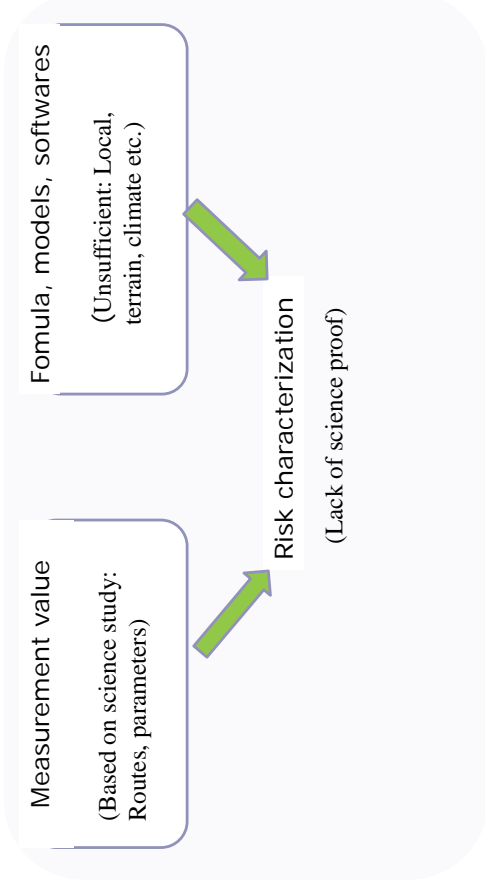 Measurement value
(Based on science study:
Routes, parameters)
Fomula, models, softwares
(Unsufficient: Local,
terrain, climate etc.)
Risk characterization
(Lack of science proof)